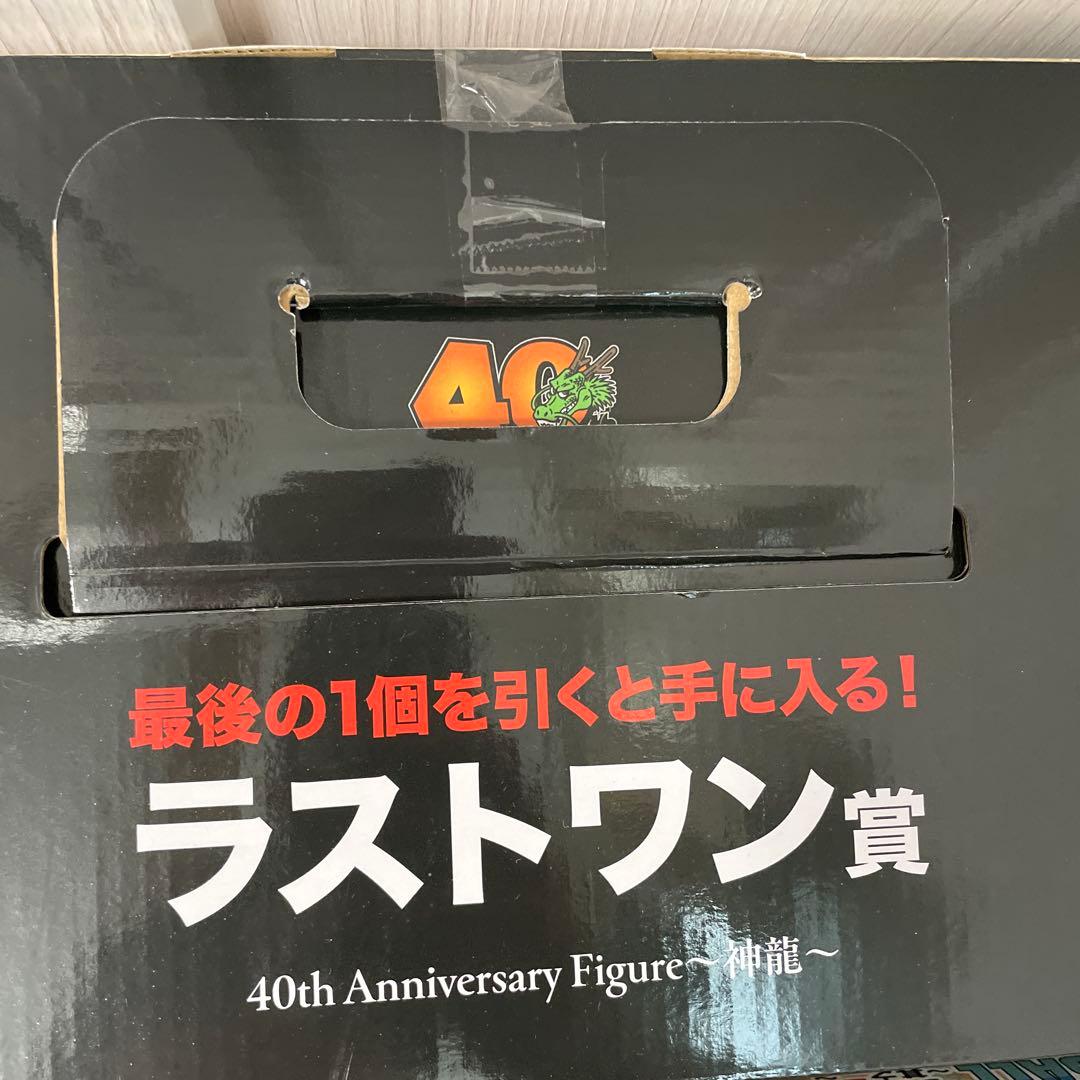 40
最後の1個を引くと手に入る!
ラストワン賞
40th Anniversary Figure～神龍～